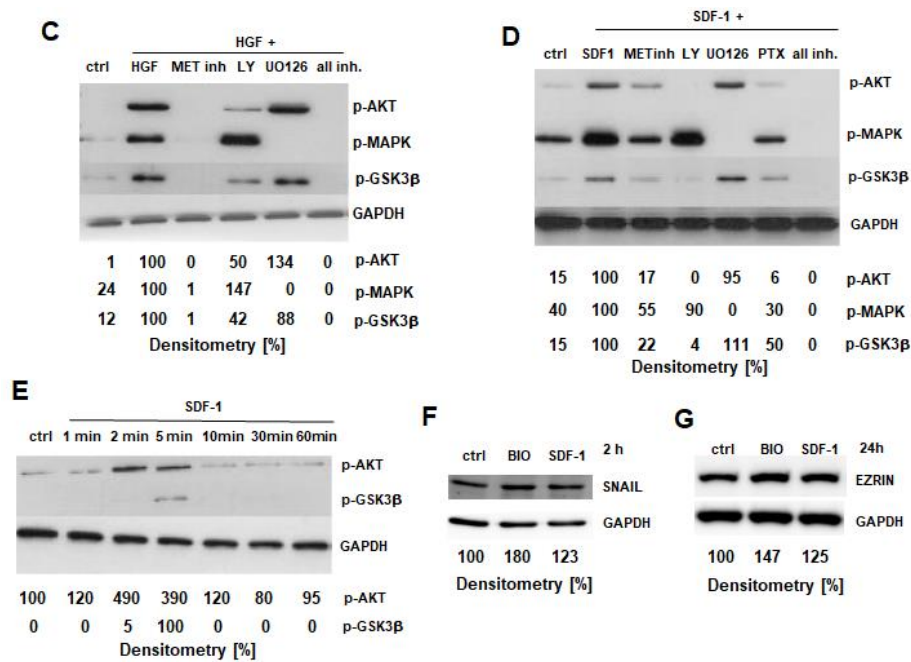 C
HGF +
ctrl HGF MET inh LY UO126 all inh.
p-AKT
p-MAPK
p-GSK3β
GAPDH
1 100 0 50 134 0 p-AKT
24 100 1 147 0 0 p-MAPK
12 100 1 42 88 0 p-GSK3β
Densitometry [%]
D
SDF-1 +
ctrl SDF1 METinh LY UO126 PTX all inh.
p-AKT
p-MAPK
p-GSK3β
GAPDH
15 100 17 0 95 6 0 p-AKT
40 100 55 90 0 30 0 p-MAPK
15 100 22 4 111 50 0 p-GSK3β
Densitometry [%]
E
SDF-1
ctrl 1 min 2 min 5 min 10min 30min 60min
p-AKT
p-GSK3β
GAPDH
100 120 490 390 120 80 95 p-AKT
0 0 5 100 0 0 0 p-GSK3β
Densitometry [%]
F
ctrl BIO SDF-1 2 h
SNAIL
GAPDH
100 180 123
Densitometry [%]
G
ctrl BIO SDF-1 24h
EZRIN
GAPDH
100 147 125
Densitometry [%]